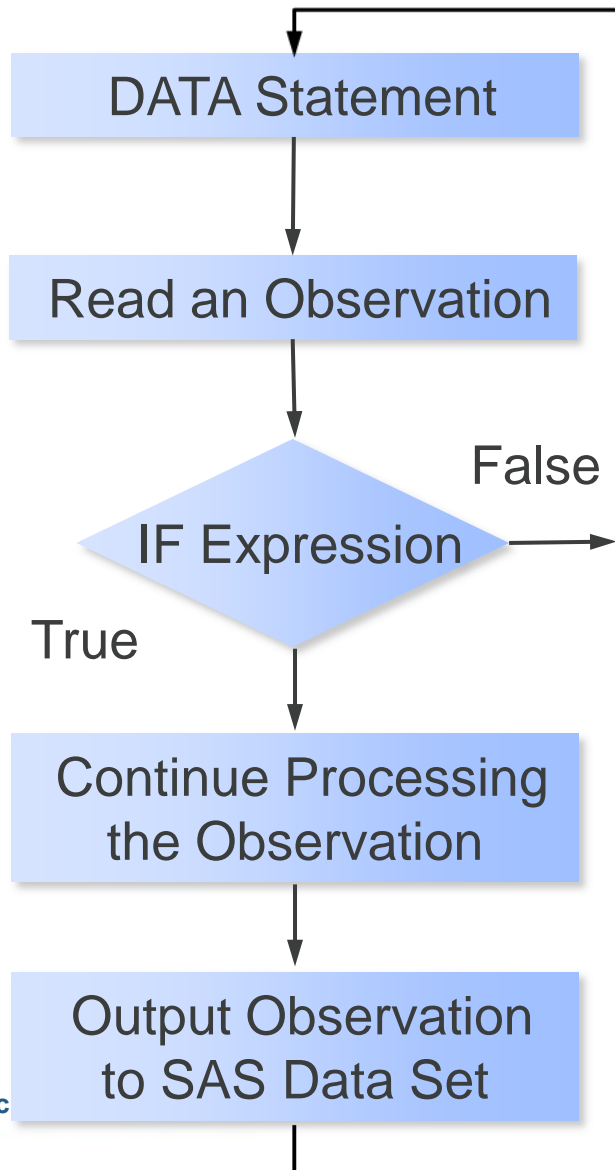 DATA Statement
Read an Observation
False
IF Expression
True
Continue Processing
the Observation
Output Observation
to SAS Data Set
c